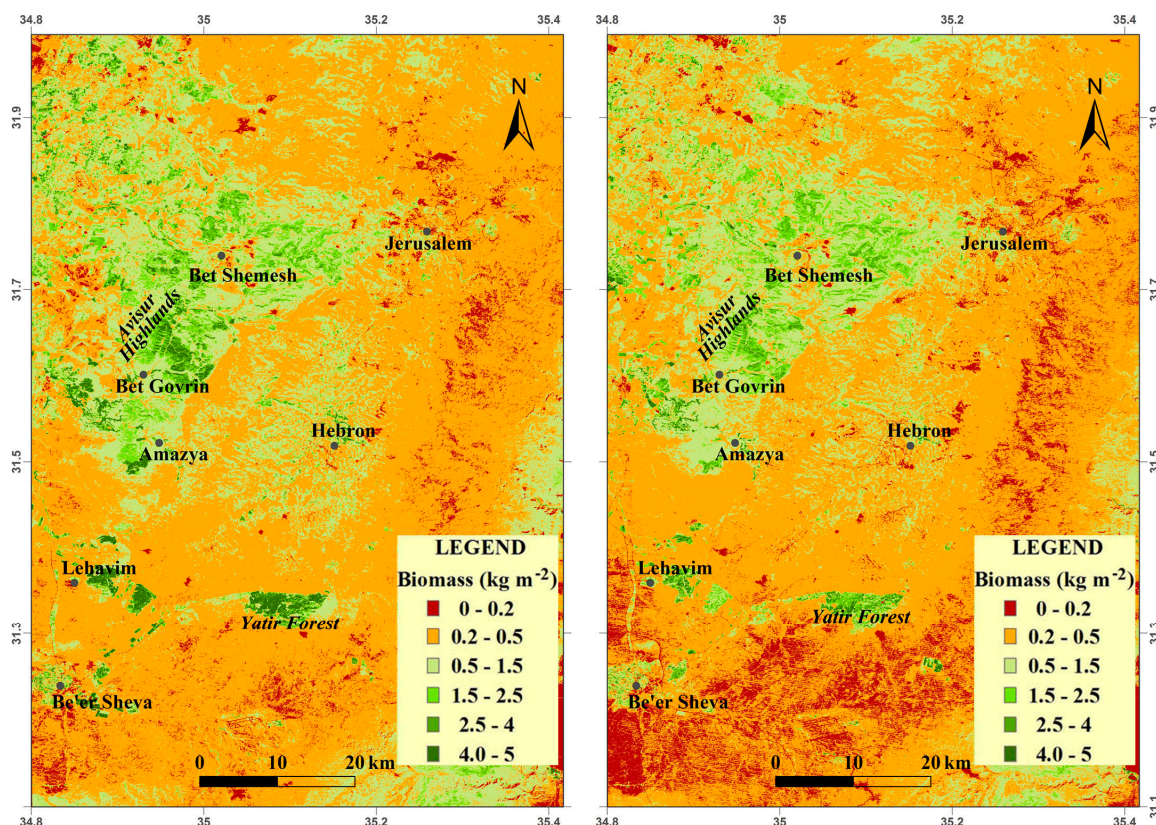 34.8 35 35.2 35.4
34.8 35 35.2 35.4
31.9
31.7
31.5
31.3
N
Jerusalem
Bet Shemesh
Avisur
Highlands
Bet Govrin
Hebron
Amazya
Lehavim
Yatir Forest
Be'er Sheva
LEGEND
Biomass (kg m-2)
0 - 0.2
0.2 - 0.5
0.5 - 1.5
1.5 - 2.5
2.5 - 4
4.0 - 5
0 10 20 km
34.8 35 35.2 35.4
34.8 35 35.2 35.4
31.9
31.7
31.5
31.3
31.1
N
Jerusalem
Bet Shemesh
Avisur
Highlands
Bet Govrin
Hebron
Amazya
Lehavim
Yatir Forest
Be'er Sheva
LEGEND
Biomass (kg m-2)
0 - 0.2
0.2 - 0.5
0.5 - 1.5
1.5 - 2.5
2.5 - 4
4.0 - 5
0 10 20 km